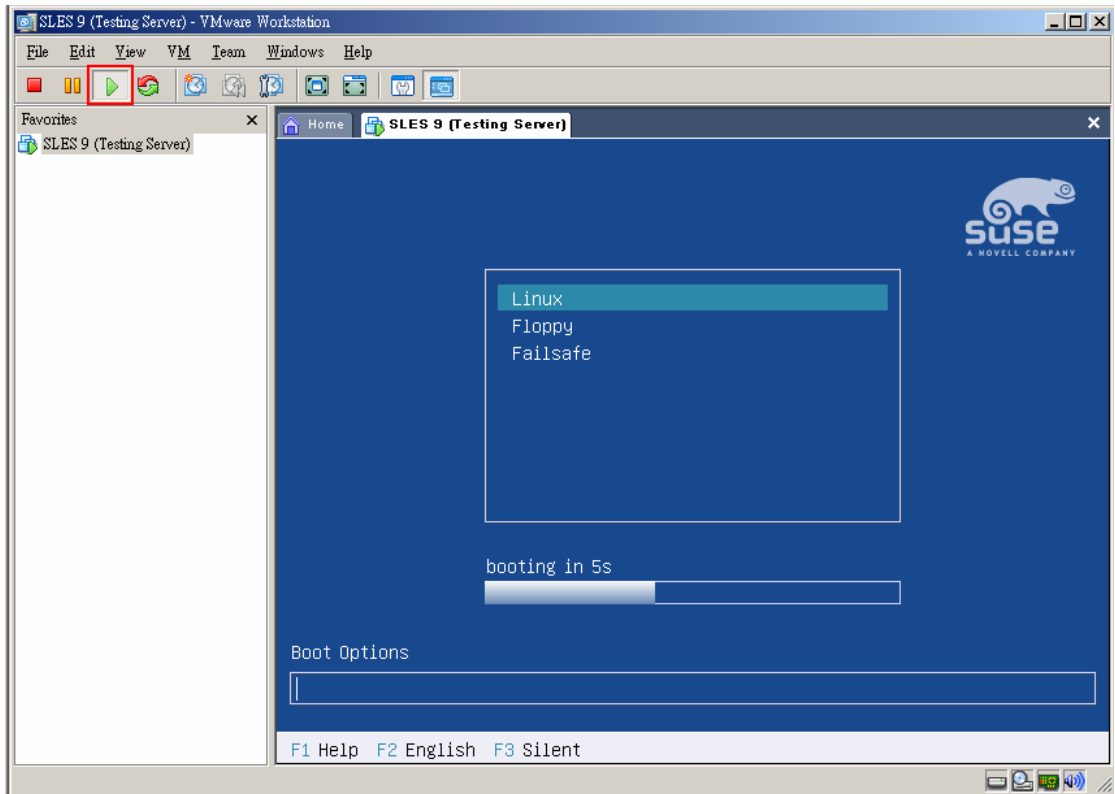 SLES 9 (Testing Server) - VMware Workstation
File Edit View VM Team Windows Help
Favorites
SLES 9 (Testing Server)
Home SLES 9 (Testing Server)
SUSE
A NOVELL COMPANY
Linux
Floppy
Failsafe
booting in 5s
Boot Options
F1 Help F2 English F3 Silent